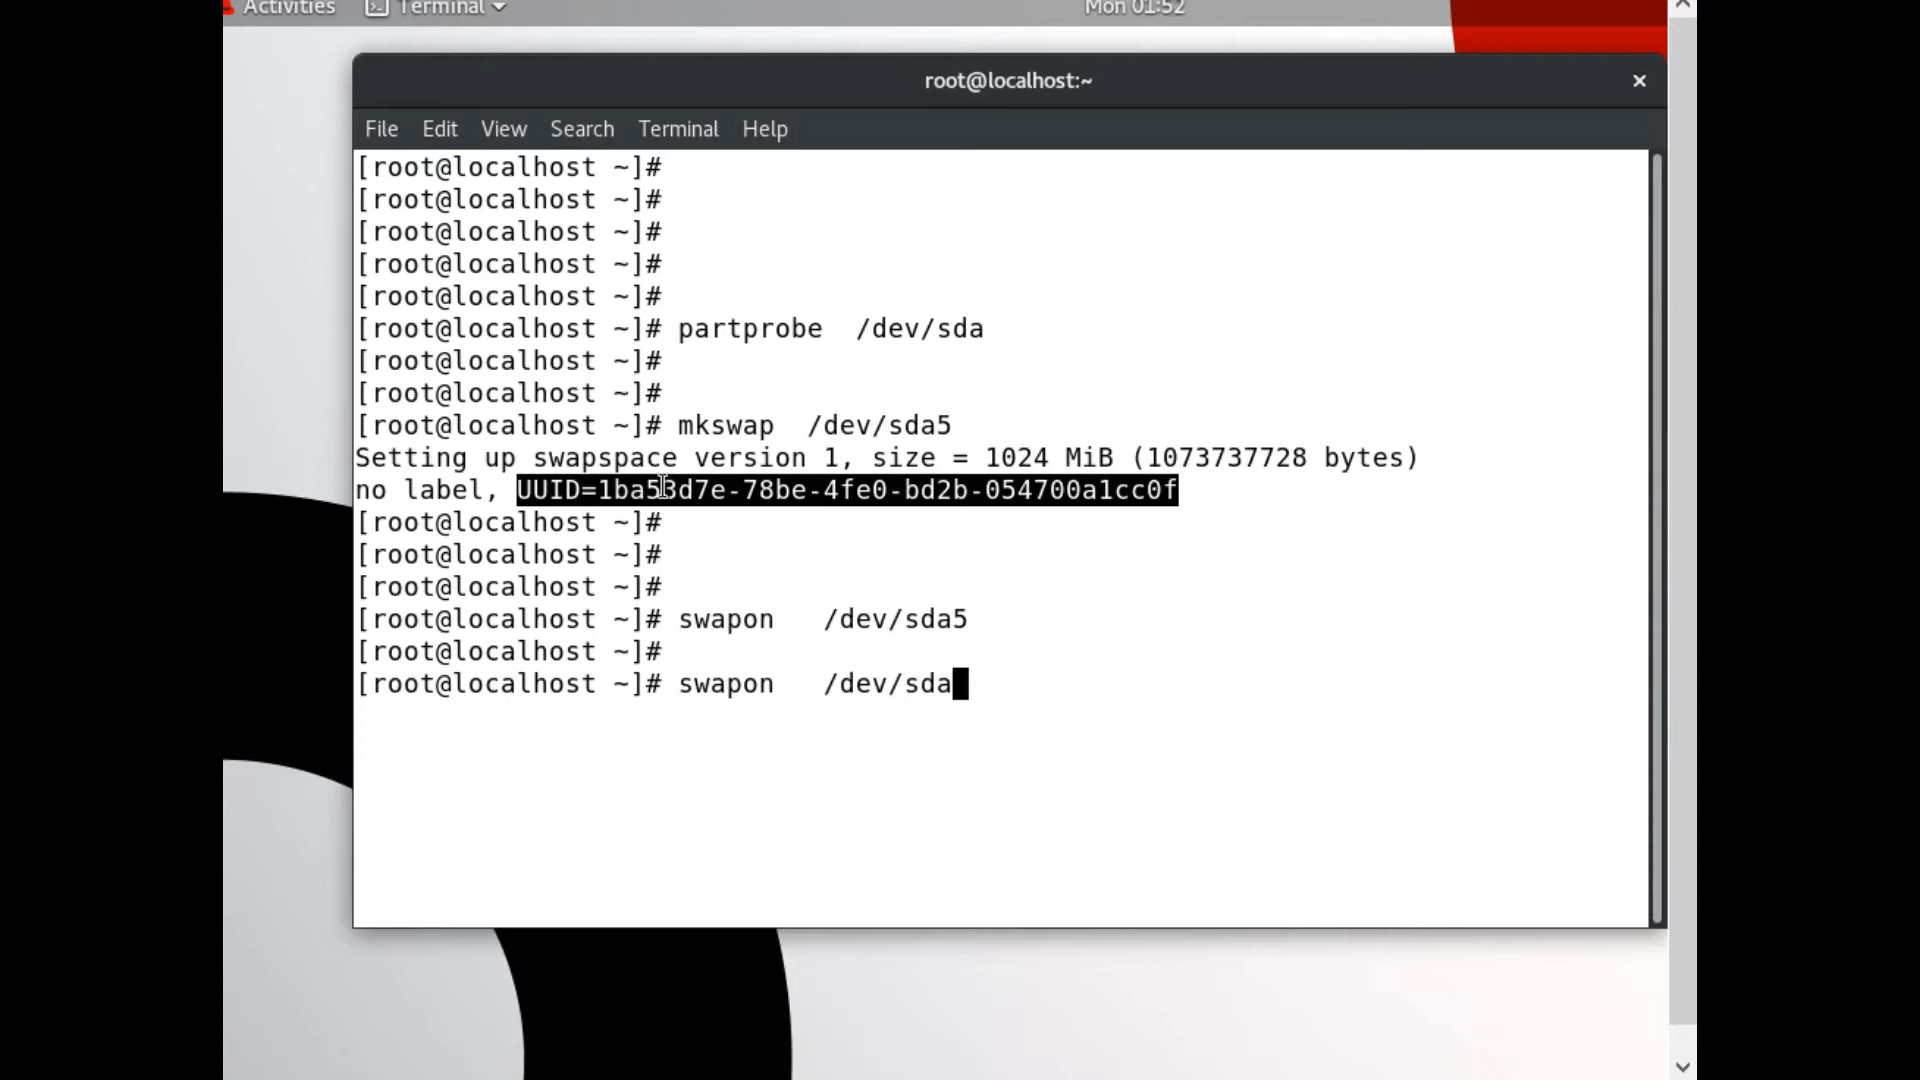 Activities Terminal Mon 01:52
root@localhost:~ ×
File Edit View Search Terminal Help
[root@localhost ~]#
[root@localhost ~]#
[root@localhost ~]#
[root@localhost ~]#
[root@localhost ~]#
[root@localhost ~]# partprobe  /dev/sda
[root@localhost ~]#
[root@localhost ~]#
[root@localhost ~]# mkswap  /dev/sda5
Setting up swapspace version 1, size = 1024 MiB (1073737728 bytes)
no label, UUID=1ba53d7e-78be-4fe0-bd2b-054700a1cc0f
[root@localhost ~]#
[root@localhost ~]#
[root@localhost ~]#
[root@localhost ~]# swapon   /dev/sda5
[root@localhost ~]#
[root@localhost ~]# swapon   /dev/sda